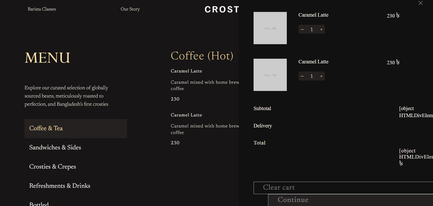 Barista Classes
Our Story
CROST
MENU
Explore our curated selection of globally
sourced beans, meticulously roasted to
perfection, and Bangladesh's first creries
Coffee & Tea
Sandwiches & Sides
Crosties & Crepes
Refreshments & Drinks
Bottled
Coffee (Hot)
Caramel Latte
Caramel mixed with home brew
coffee
230
Caramel Latte
Caramel mixed with home brew
coffee
230
Caramel Latte
230 ৳
− 1 +
Caramel Latte
230 ৳
− 1 +
Subtotal
[object
HTMLDivElem
Delivery
Total
[object
HTMLDivElem
৳
Clear cart
Continue